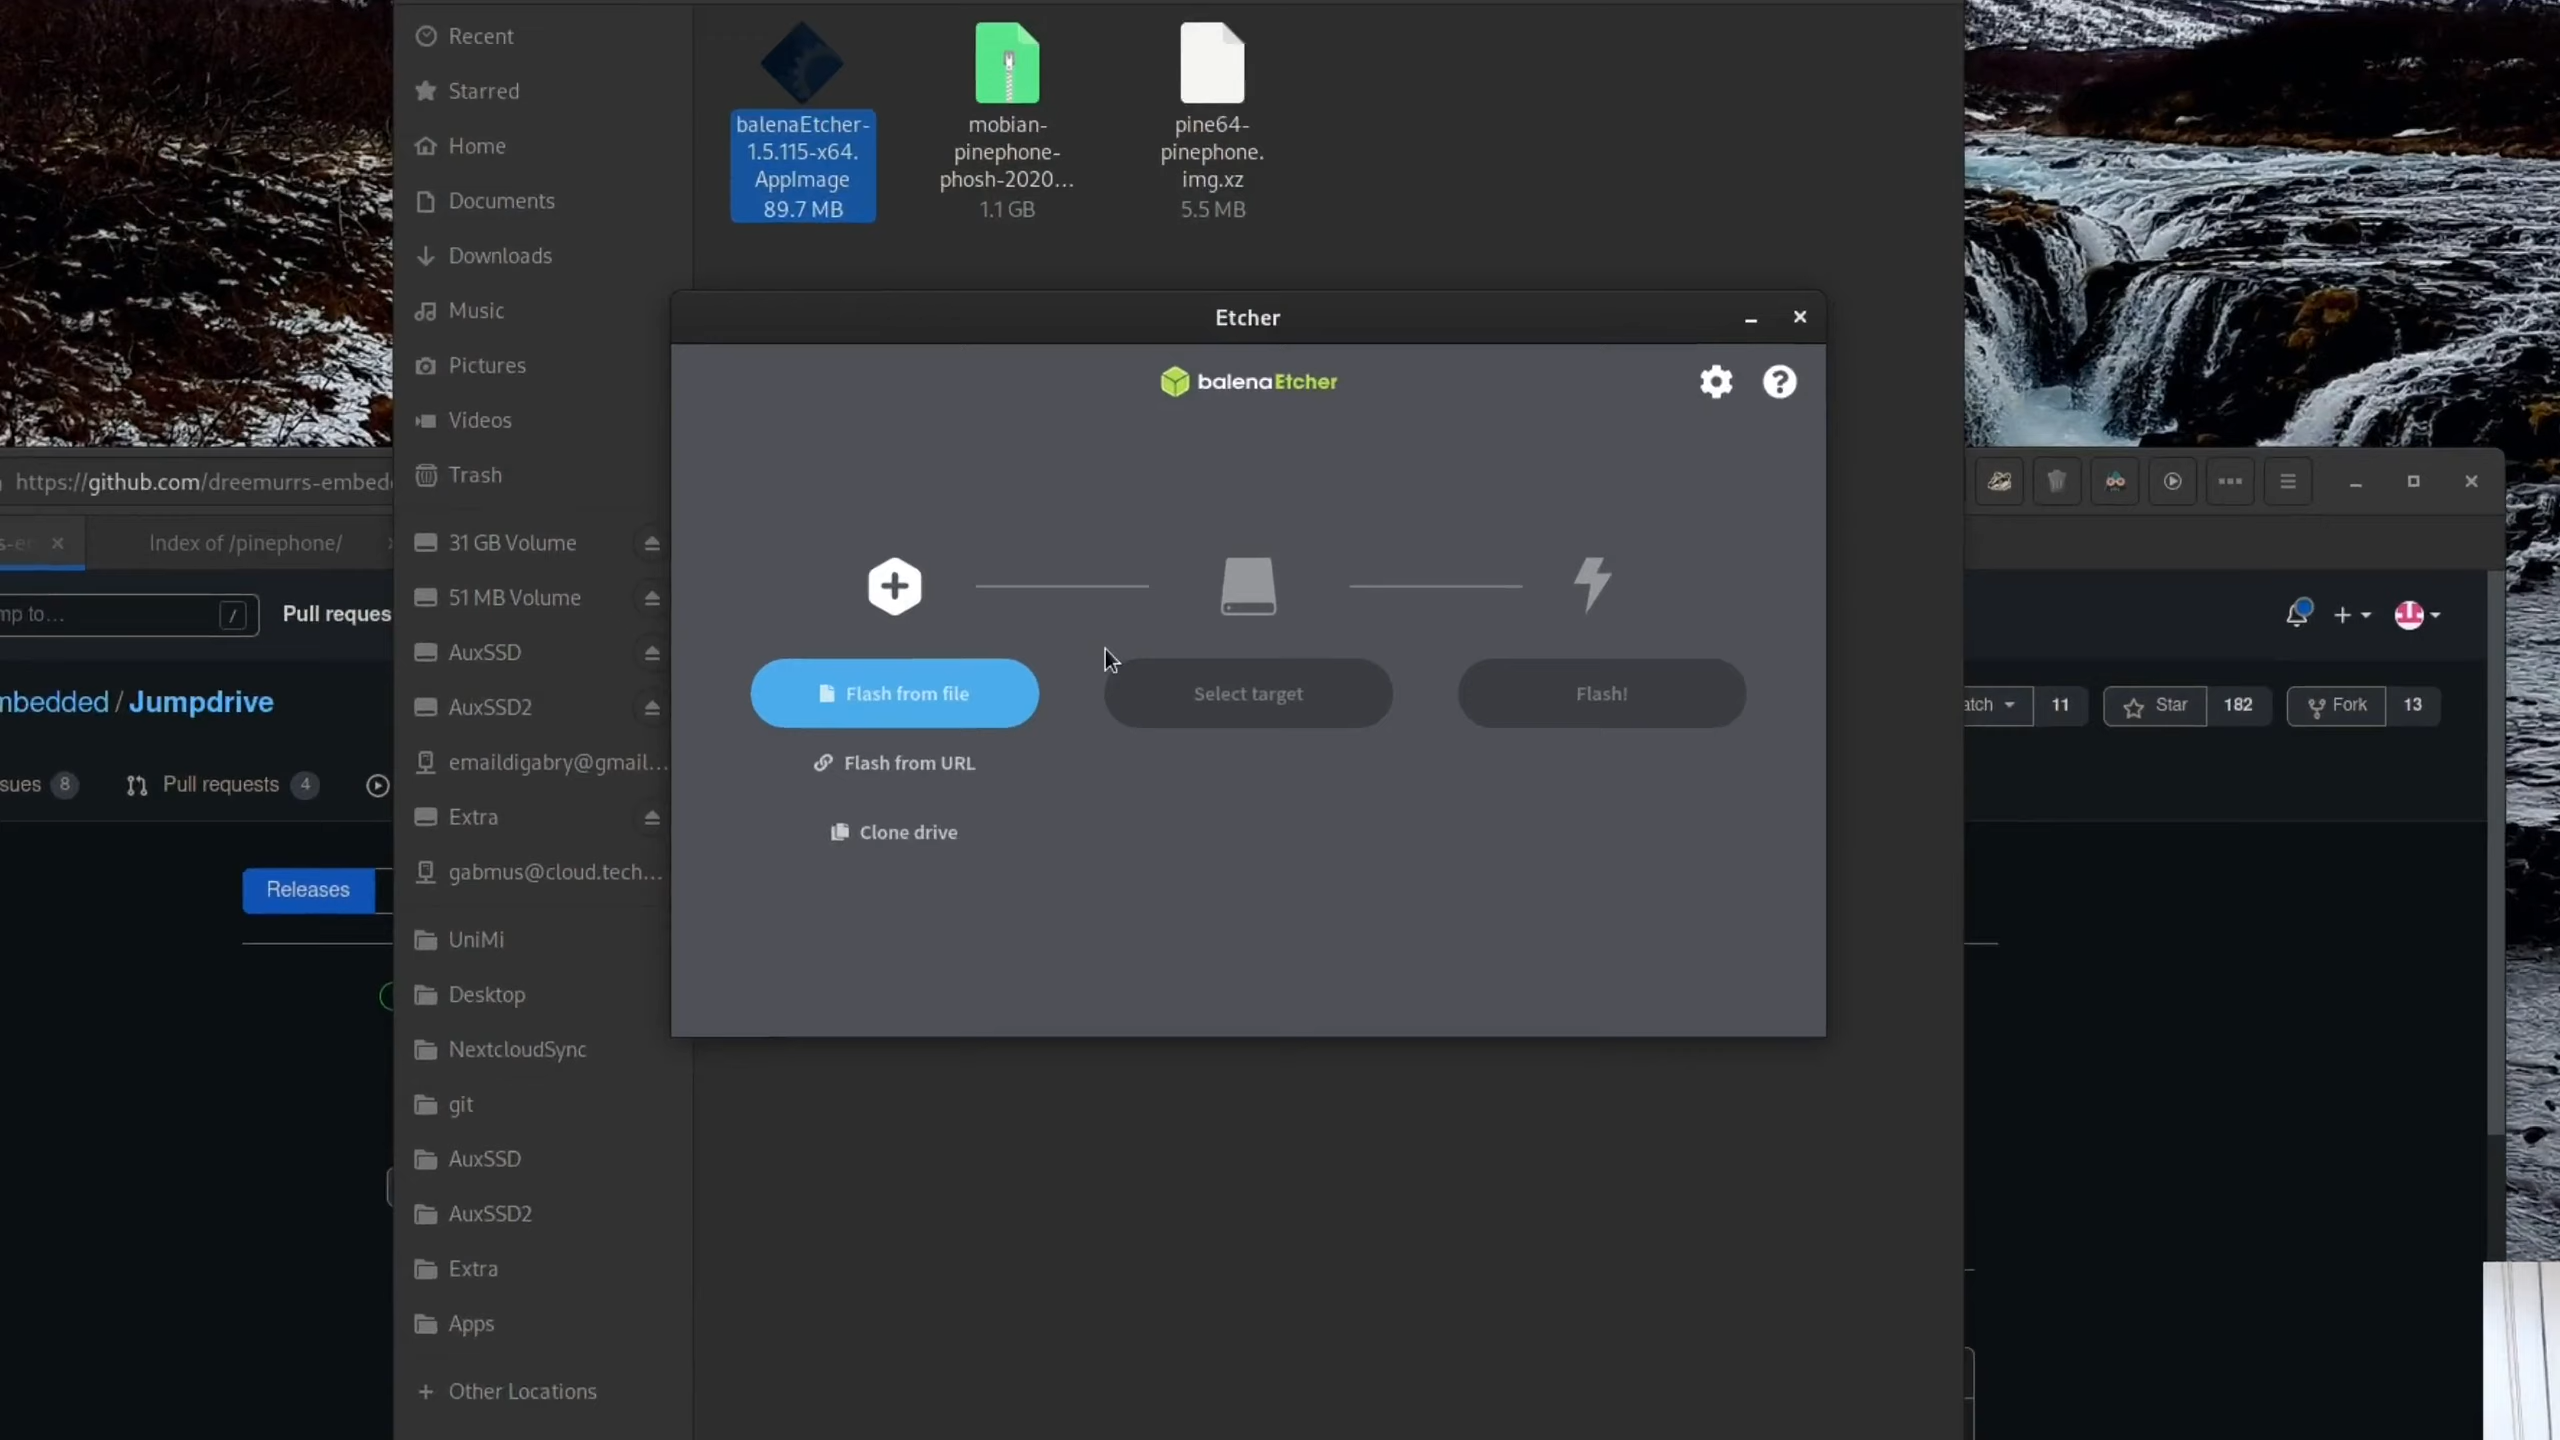 Recent
Starred
Home
Documents
Downloads
Music
Pictures
Videos
Trash
31 GB Volume
51 MB Volume
AuxSSD
AuxSSD2
emaildigabry@gmail...
Extra
gabmus@cloud.tech...
UniMi
Desktop
NextcloudSync
git
AuxSSD
AuxSSD2
Extra
Apps
Other Locations
balenaEtcher-
1.5.115-x64.
AppImage
89.7 MB
mobian-
pinephone-
phosh-2020...
1.1 GB
pine64-
pinephone.
img.xz
5.5 MB
Etcher
balenaEtcher
Flash from file
Select target
Flash!
Flash from URL
Clone drive
https://github.com/dreemurrs-embed
s-e
Index of /pinephone/
mp to...
/
Pull reques
mbedded / Jumpdrive
atch
11
Star
182
Fork
13
sues 8
Pull requests 4
Releases